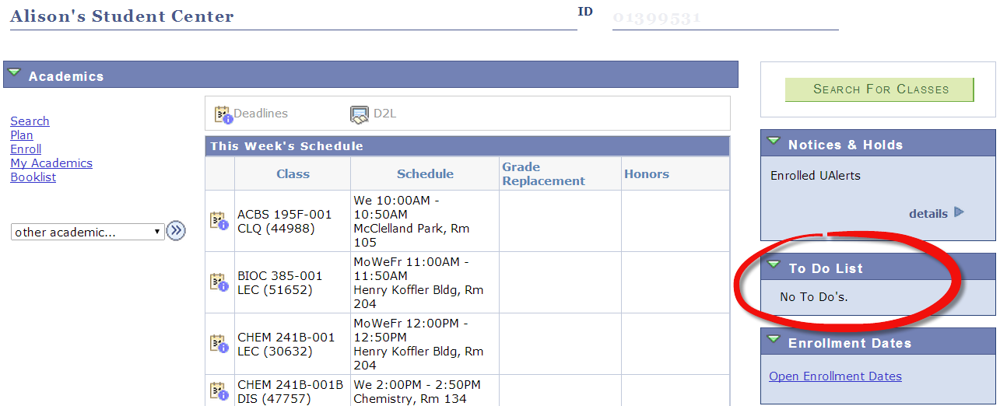 Alison's Student Center
ID
01399531
Academics
Search
Plan
Enroll
My Academics
Booklist
other academic...
Deadlines
D2L
This Week's Schedule
Class
Schedule
Grade
Replacement
Honors
ACBS 195F-001
CLQ (44988)
We 10:00AM -
10:50AM
McClelland Park, Rm
105
BIOC 385-001
LEC (51652)
MoWeFr 11:00AM -
11:50AM
Henry Koffler Bldg, Rm
204
CHEM 241B-001
LEC (30632)
MoWeFr 12:00PM -
12:50PM
Henry Koffler Bldg, Rm
204
CHEM 241B-001B
DIS (47757)
We 2:00PM - 2:50PM
Chemistry, Rm 134
SEARCH FOR CLASSES
Notices & Holds
Enrolled UAlerts
details
To Do List
No To Do's.
Enrollment Dates
Open Enrollment Dates